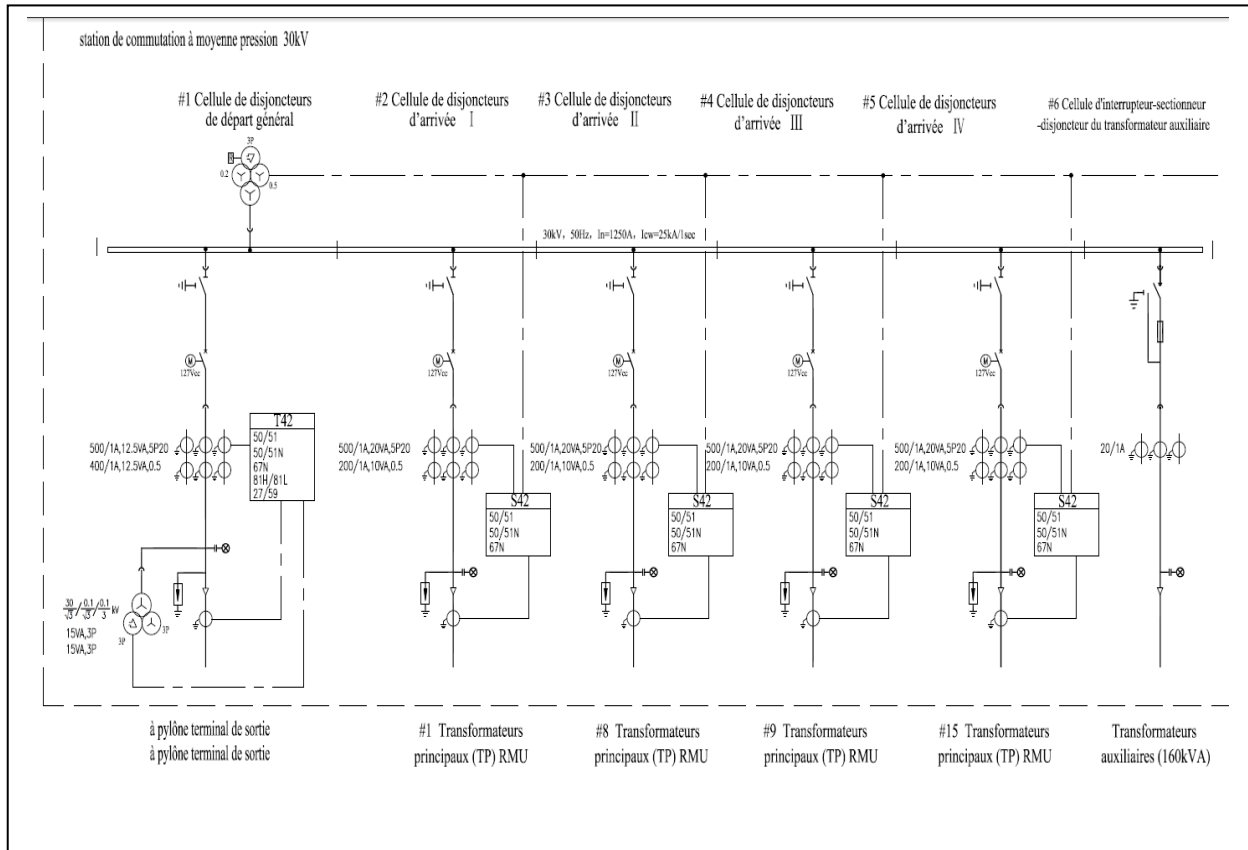 station de commutation à moyenne pression 30kV
#1 Cellule de disjoncteurs
de départ général
#2 Cellule de disjoncteurs
d'arrivée I
#3 Cellule de disjoncteurs
d'arrivée II
#4 Cellule de disjoncteurs
d'arrivée III
#5 Cellule de disjoncteurs
d'arrivée IV
#6 Cellule d'interrupteur-sectionneur
-disjoncteur du transformateur auxiliaire
3P
0.2
0.5
30kV, 50Hz, In=1250A, Icw=25kA/1sec
M
127Vcc
M
127Vcc
M
127Vcc
M
127Vcc
M
127Vcc
500/1A,12.5VA,5P20
400/1A,12.5VA,0.5
T42
50/51
50/51N
67N
81H/81L
27/59
500/1A,20VA,5P20
200/1A,10VA,0.5
S42
50/51
50/51N
67N
500/1A,20VA,5P20
200/1A,10VA,0.5
S42
50/51
50/51N
67N
500/1A,20VA,5P20
200/1A,10VA,0.5
S42
50/51
50/51N
67N
500/1A,20VA,5P20
200/1A,10VA,0.5
S42
50/51
50/51N
67N
20/1A
30/√3/0.1/√3/0.1/3 kV
15VA,3P
15VA,3P
3P
3P
à pylône terminal de sortie
à pylône terminal de sortie
#1 Transformateurs
principaux (TP) RMU
#8 Transformateurs
principaux (TP) RMU
#9 Transformateurs
principaux (TP) RMU
#15 Transformateurs
principaux (TP) RMU
Transformateurs
auxiliaires (160kVA)